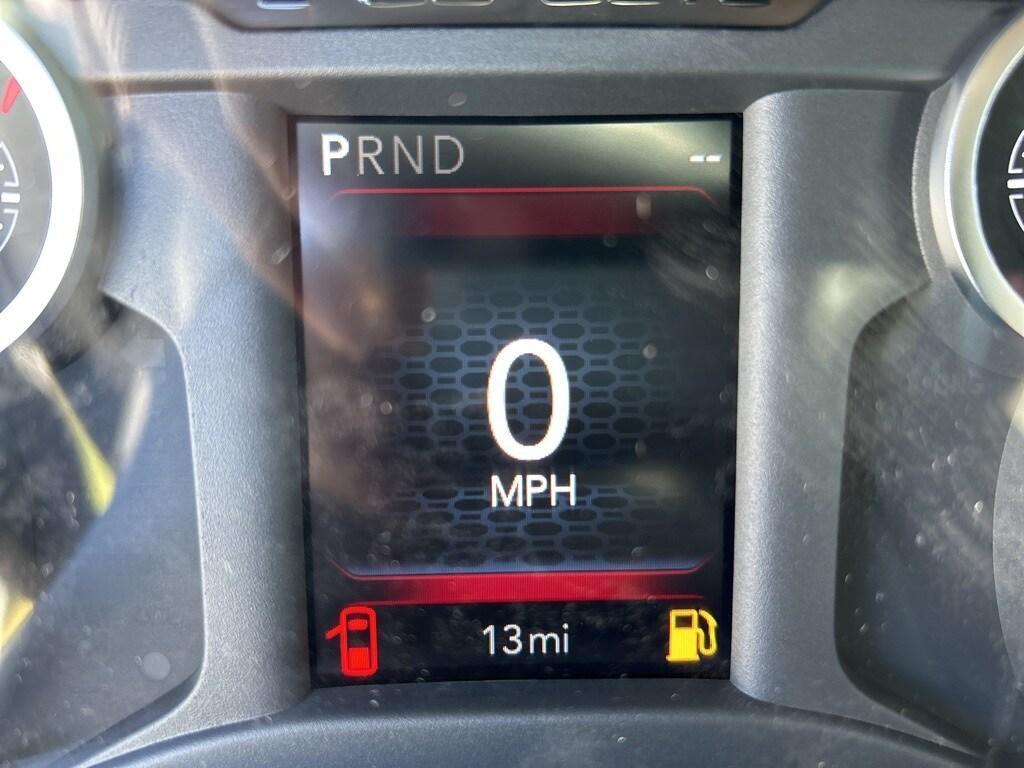 PRND --
0
MPH
13mi